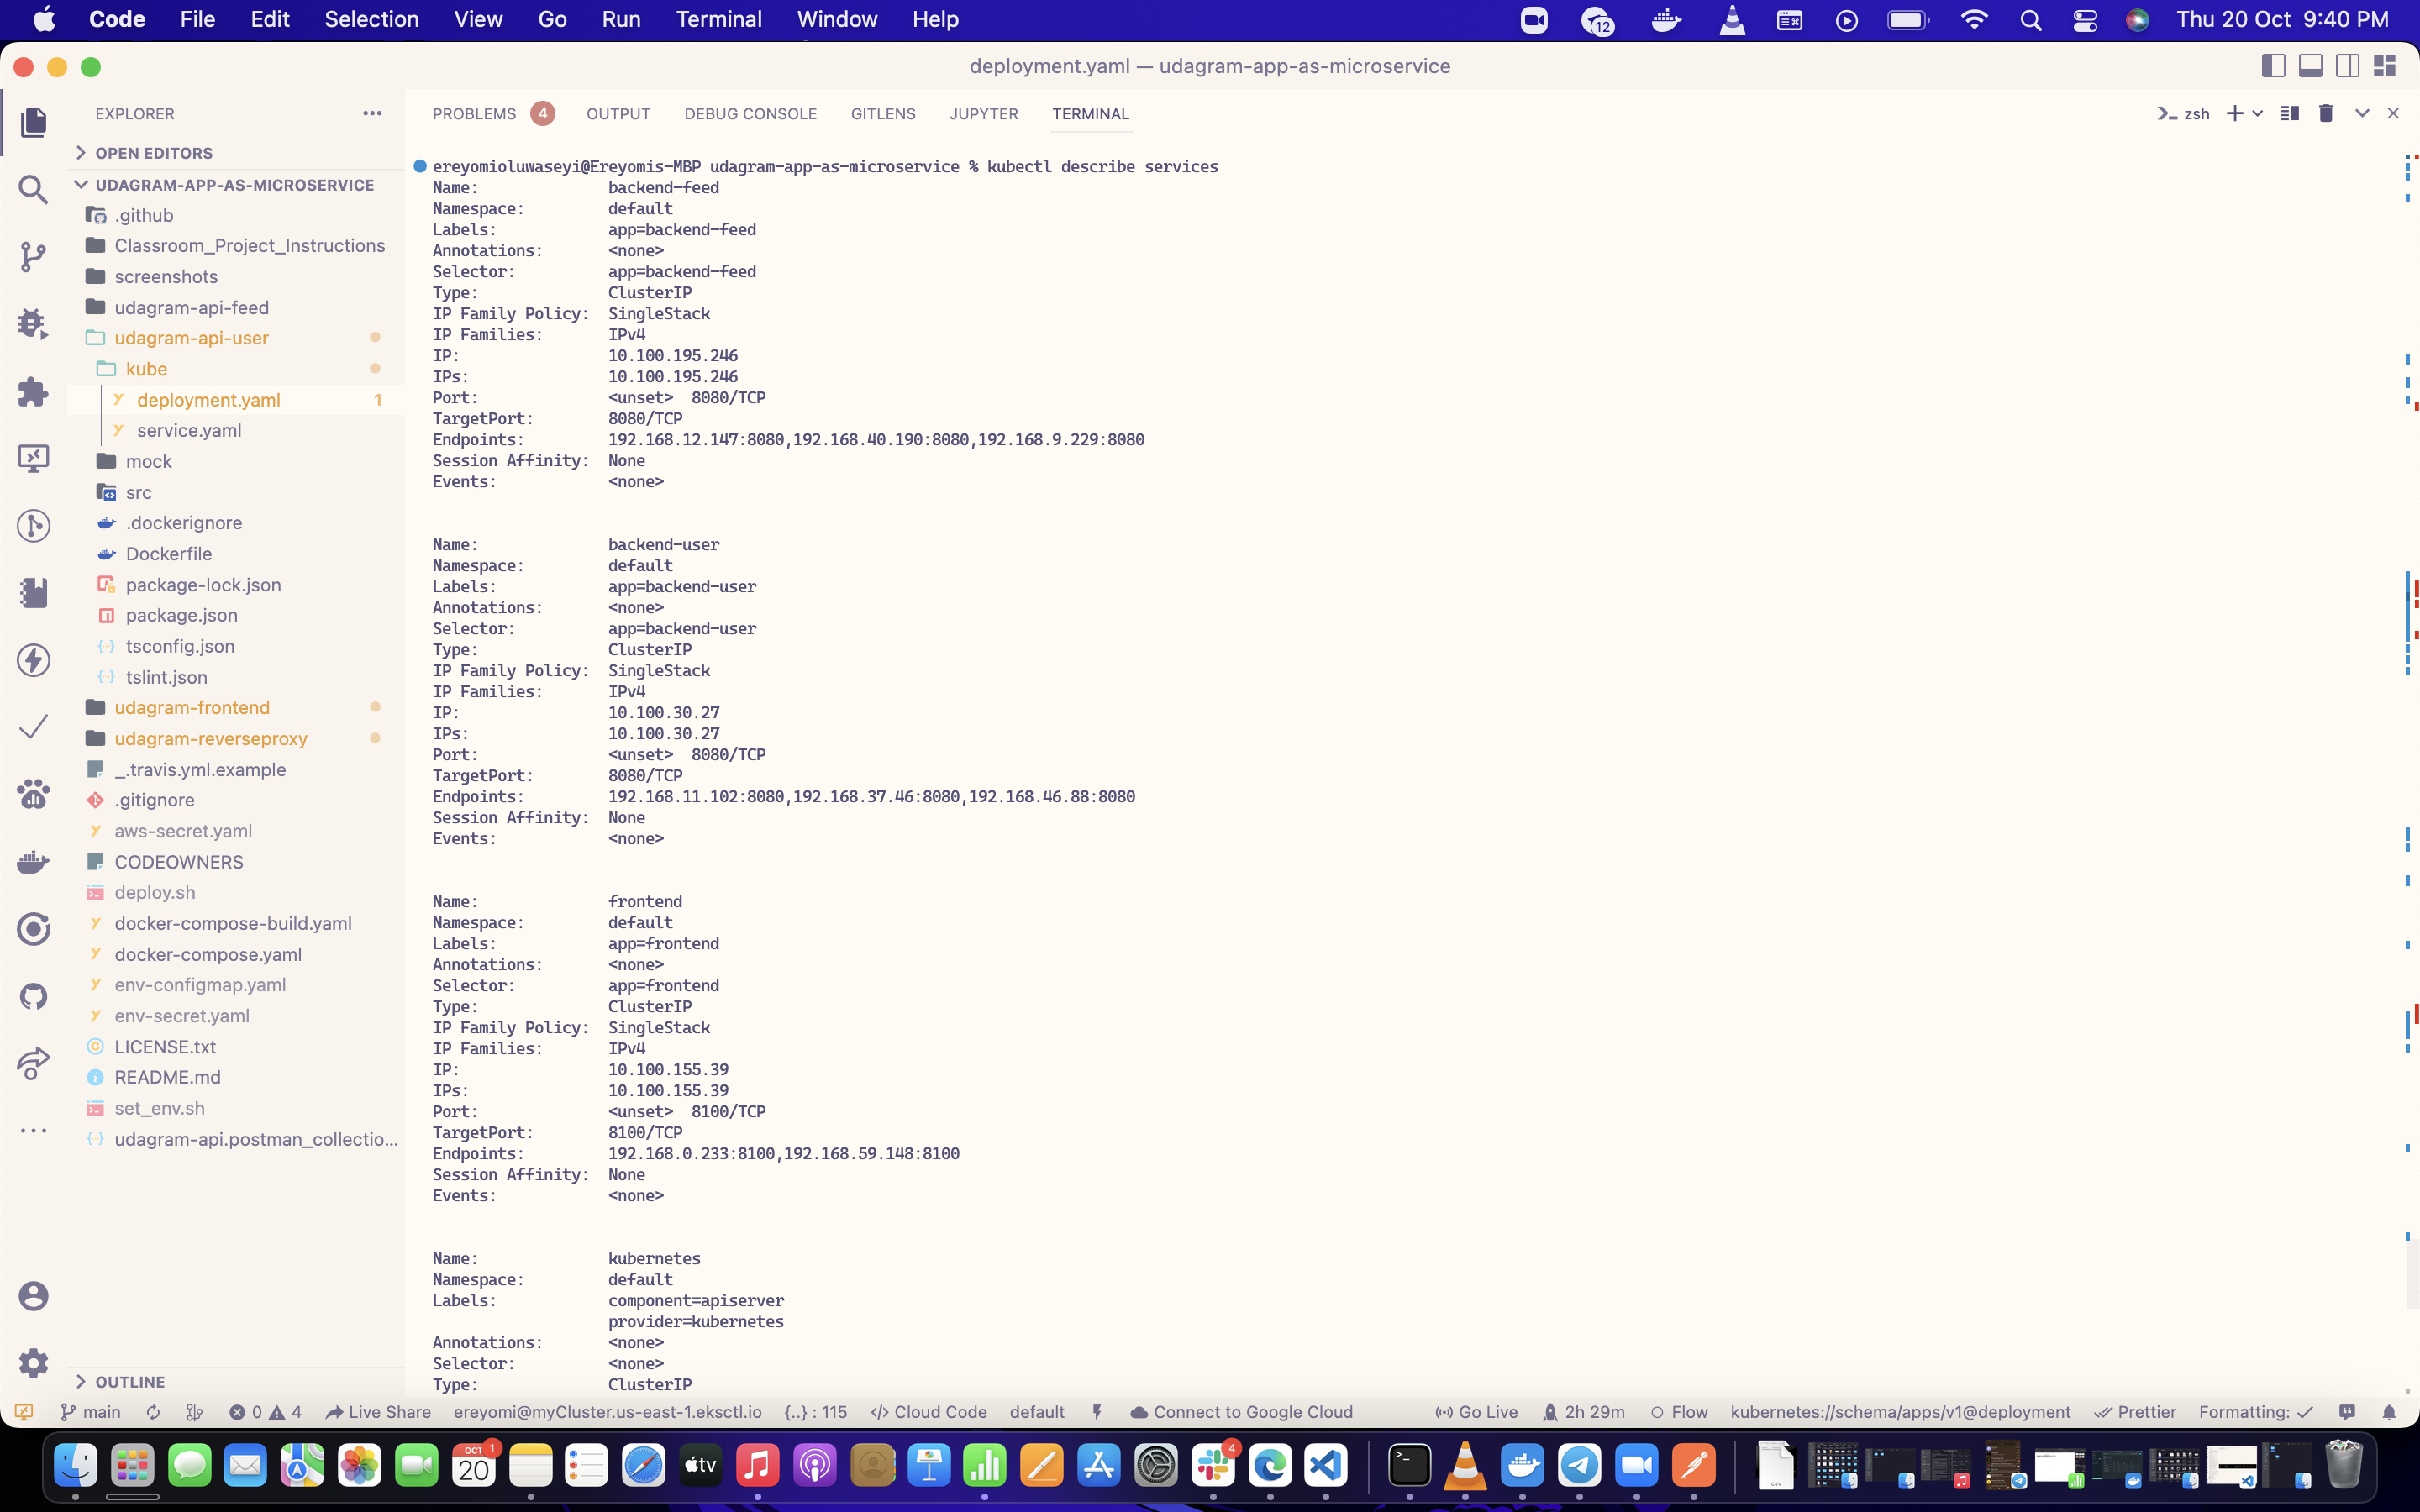 Code File Edit Selection View Go Run Terminal Window Help 12 Thu 20 Oct 9:40 PM
deployment.yaml — udagram-app-as-microservice
EXPLORER
PROBLEMS 4 OUTPUT DEBUG CONSOLE GITLENS JUPYTER TERMINAL
zsh
OPEN EDITORS
UDAGRAM-APP-AS-MICROSERVICE
.github
Classroom_Project_Instructions
screenshots
udagram-api-feed
udagram-api-user
kube
deployment.yaml 1
service.yaml
mock
src
.dockerignore
Dockerfile
package-lock.json
package.json
tsconfig.json
tslint.json
udagram-frontend
udagram-reverseproxy
_.travis.yml.example
.gitignore
aws-secret.yaml
CODEOWNERS
deploy.sh
docker-compose-build.yaml
docker-compose.yaml
env-configmap.yaml
env-secret.yaml
LICENSE.txt
README.md
set_env.sh
udagram-api.postman_collectio...
OUTLINE
ereyomioluwaseyi@Ereyomis-MBP udagram-app-as-microservice % kubectl describe services
Name: backend-feed
Namespace: default
Labels: app=backend-feed
Annotations: <none>
Selector: app=backend-feed
Type: ClusterIP
IP Family Policy: SingleStack
IP Families: IPv4
IP: 10.100.195.246
IPs: 10.100.195.246
Port: <unset> 8080/TCP
TargetPort: 8080/TCP
Endpoints: 192.168.12.147:8080,192.168.40.190:8080,192.168.9.229:8080
Session Affinity: None
Events: <none>
Name: backend-user
Namespace: default
Labels: app=backend-user
Annotations: <none>
Selector: app=backend-user
Type: ClusterIP
IP Family Policy: SingleStack
IP Families: IPv4
IP: 10.100.30.27
IPs: 10.100.30.27
Port: <unset> 8080/TCP
TargetPort: 8080/TCP
Endpoints: 192.168.11.102:8080,192.168.37.46:8080,192.168.46.88:8080
Session Affinity: None
Events: <none>
Name: frontend
Namespace: default
Labels: app=frontend
Annotations: <none>
Selector: app=frontend
Type: ClusterIP
IP Family Policy: SingleStack
IP Families: IPv4
IP: 10.100.155.39
IPs: 10.100.155.39
Port: <unset> 8100/TCP
TargetPort: 8100/TCP
Endpoints: 192.168.0.233:8100,192.168.59.148:8100
Session Affinity: None
Events: <none>
Name: kubernetes
Namespace: default
Labels: component=apiserver
provider=kubernetes
Annotations: <none>
Selector: <none>
Type: ClusterIP
main 0 4 Live Share ereyomi@myCluster.us-east-1.eksctl.io {..} : 115 </> Cloud Code default Connect to Google Cloud Go Live 2h 29m Flow kubernetes://schema/apps/v1@deployment Prettier Formatting:
OCT 20 1 tv 4